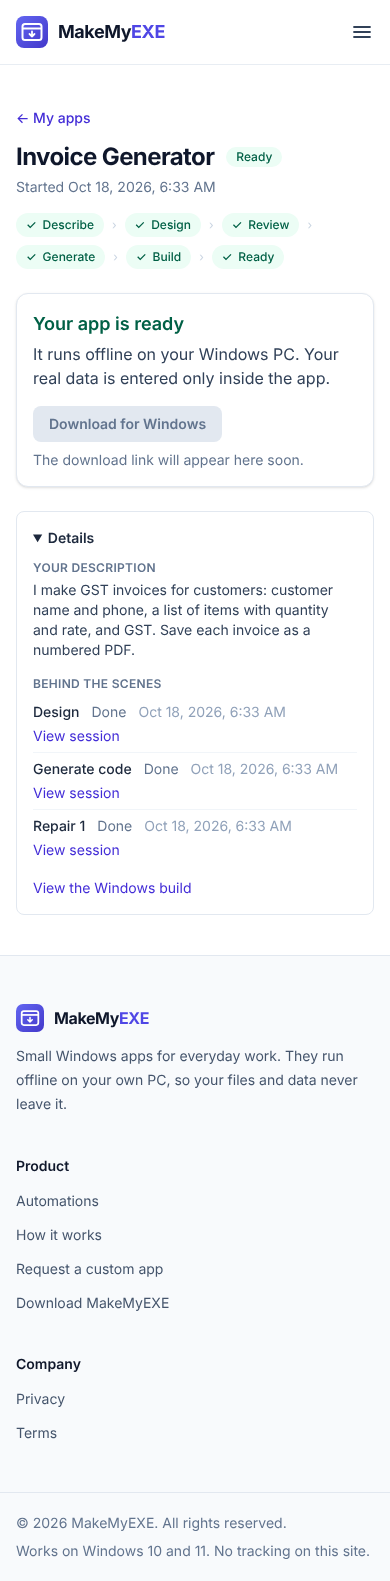 MakeMyEXE
← My apps
Invoice Generator Ready
Started Oct 18, 2026, 6:33 AM
✓ Describe › ✓ Design › ✓ Review ›
✓ Generate › ✓ Build › ✓ Ready
Your app is ready
It runs offline on your Windows PC. Your
real data is entered only inside the app.
Download for Windows
The download link will appear here soon.
▼ Details
YOUR DESCRIPTION
I make GST invoices for customers: customer
name and phone, a list of items with quantity
and rate, and GST. Save each invoice as a
numbered PDF.
BEHIND THE SCENES
Design Done Oct 18, 2026, 6:33 AM
View session
Generate code Done Oct 18, 2026, 6:33 AM
View session
Repair 1 Done Oct 18, 2026, 6:33 AM
View session
View the Windows build
MakeMyEXE
Small Windows apps for everyday work. They run
offline on your own PC, so your files and data never
leave it.
Product
Automations
How it works
Request a custom app
Download MakeMyEXE
Company
Privacy
Terms
© 2026 MakeMyEXE. All rights reserved.
Works on Windows 10 and 11. No tracking on this site.